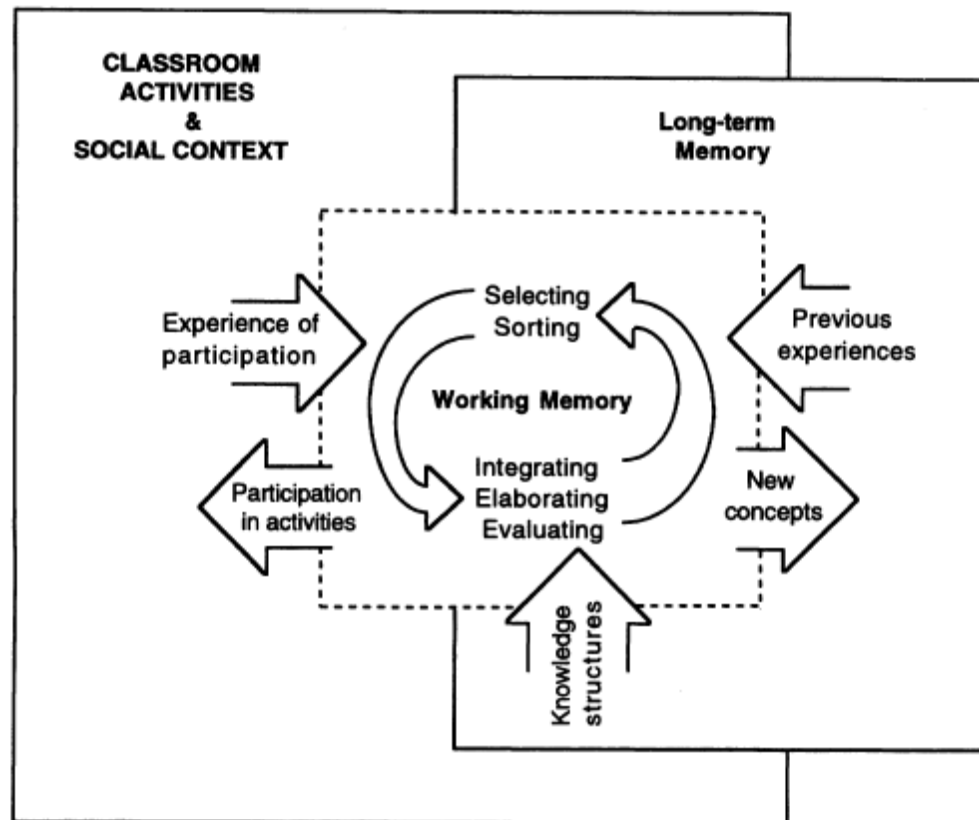 CLASSROOM
ACTIVITIES
&
SOCIAL CONTEXT
Long-term
Memory
Experience of
participation
Selecting
Sorting
Previous
experiences
Working Memory
Participation
in activities
Integrating
Elaborating
Evaluating
New
concepts
Knowledge
structures